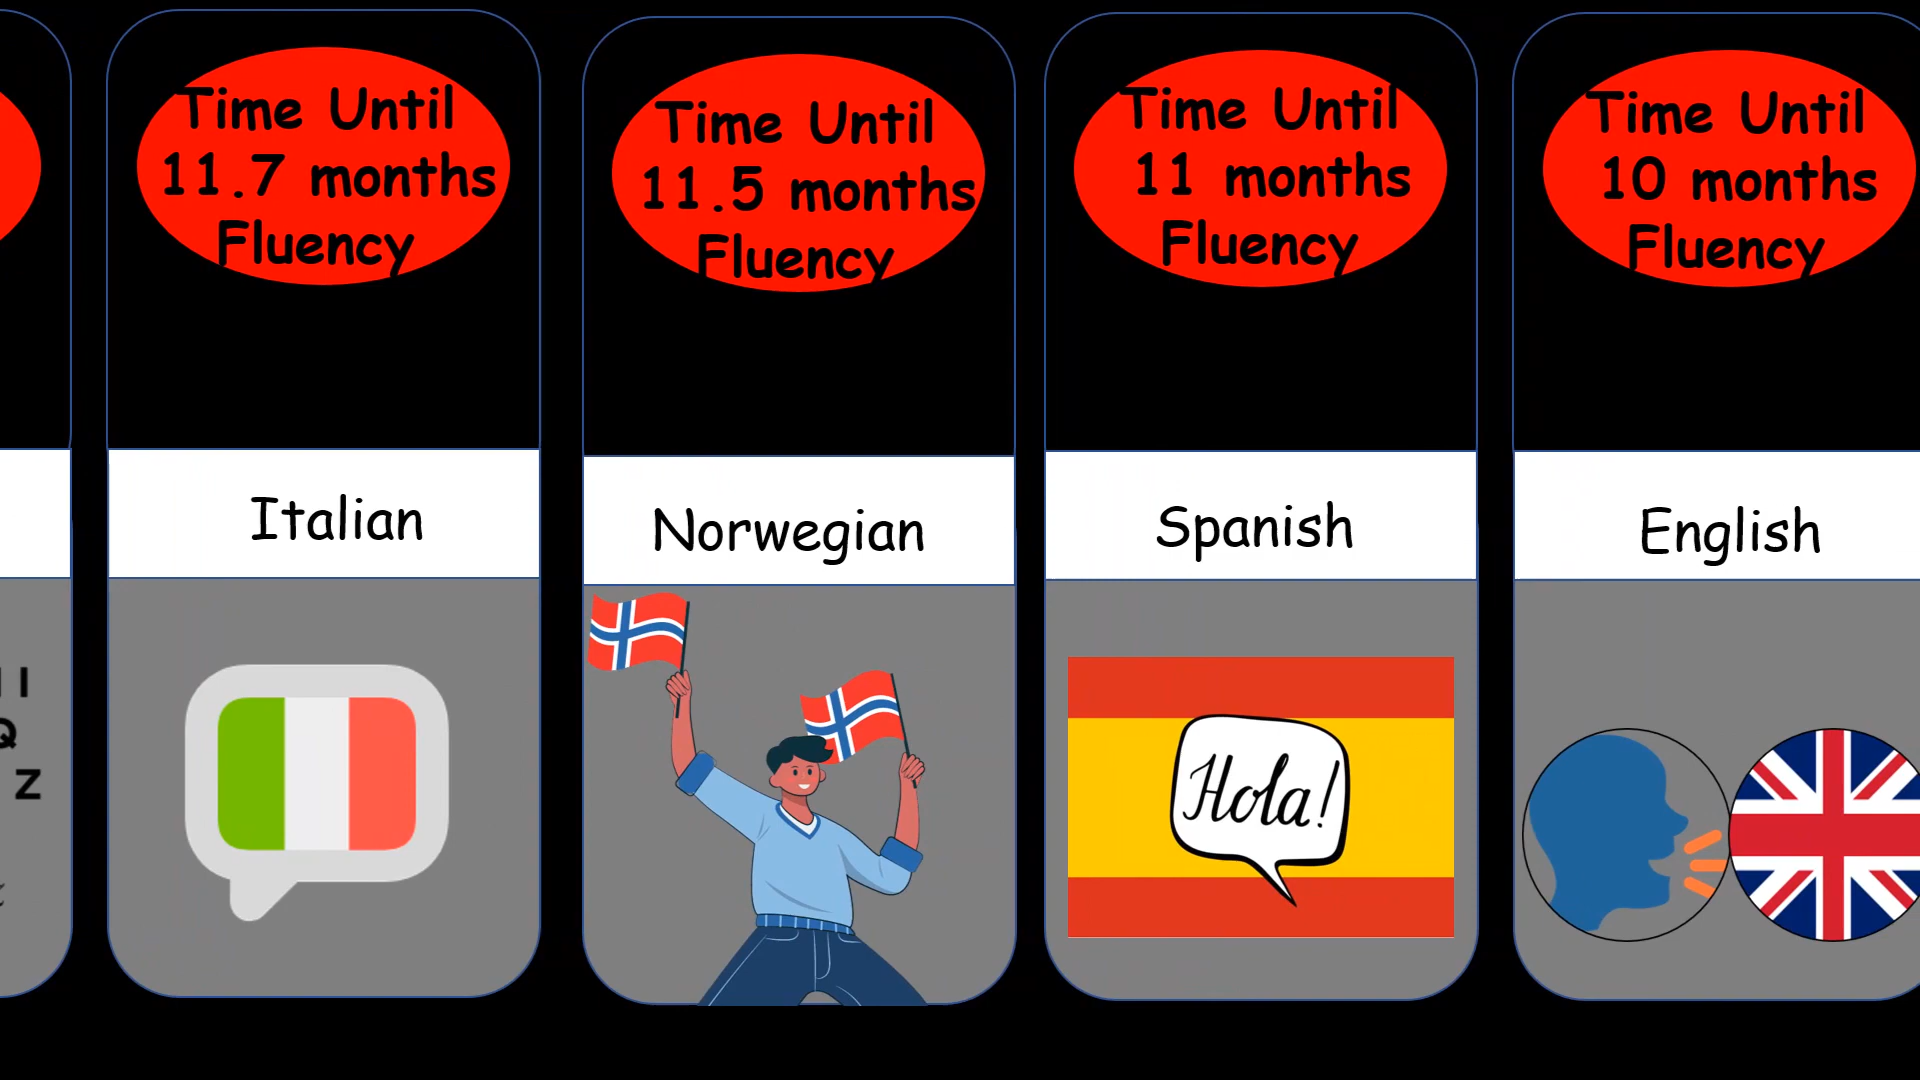 Time Until
11.7 months
Fluency
Italian
Time Until
11.5 months
Fluency
Norwegian
Time Until
11 months
Fluency
Spanish
Hola!
Time Until
10 months
Fluency
English
I
Q
Z